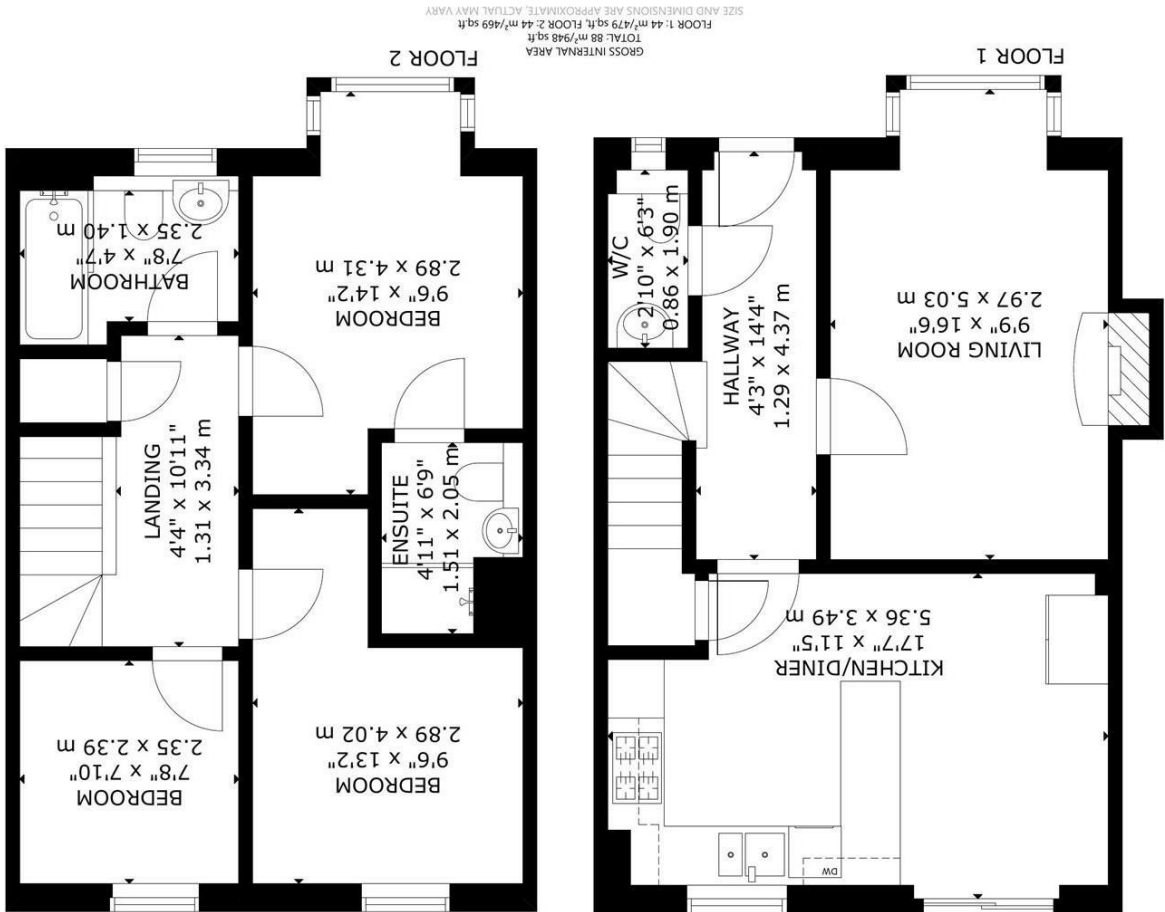 KITCHEN/DINER
17'7" x 11'5"
5.36 x 3.49 m
DW
LIVING ROOM
9'9" x 16'6"
2.97 x 5.03 m
HALLWAY
4'3" x 14'4"
1.29 x 4.37 m
W/C
2'10" x 6'3"
0.86 x 1.90 m
FLOOR 1
BEDROOM
9'6" x 13'2"
2.89 x 4.02 m
BEDROOM
7'8" x 7'10"
2.35 x 2.39 m
ENSUITE
4'11" x 6'9"
1.51 x 2.05 m
LANDING
4'4" x 10'11"
1.31 x 3.34 m
BEDROOM
9'6" x 14'2"
2.89 x 4.31 m
BATHROOM
7'8" x 4'7"
2.35 x 1.40 m
FLOOR 2
GROSS INTERNAL AREA
TOTAL: 88 m²/948 sq.ft
FLOOR 1: 44 m²/479 sq.ft, FLOOR 2: 44 m²/469 sq.ft
SIZE AND DIMENSIONS ARE APPROXIMATE, ACTUAL MAY VARY